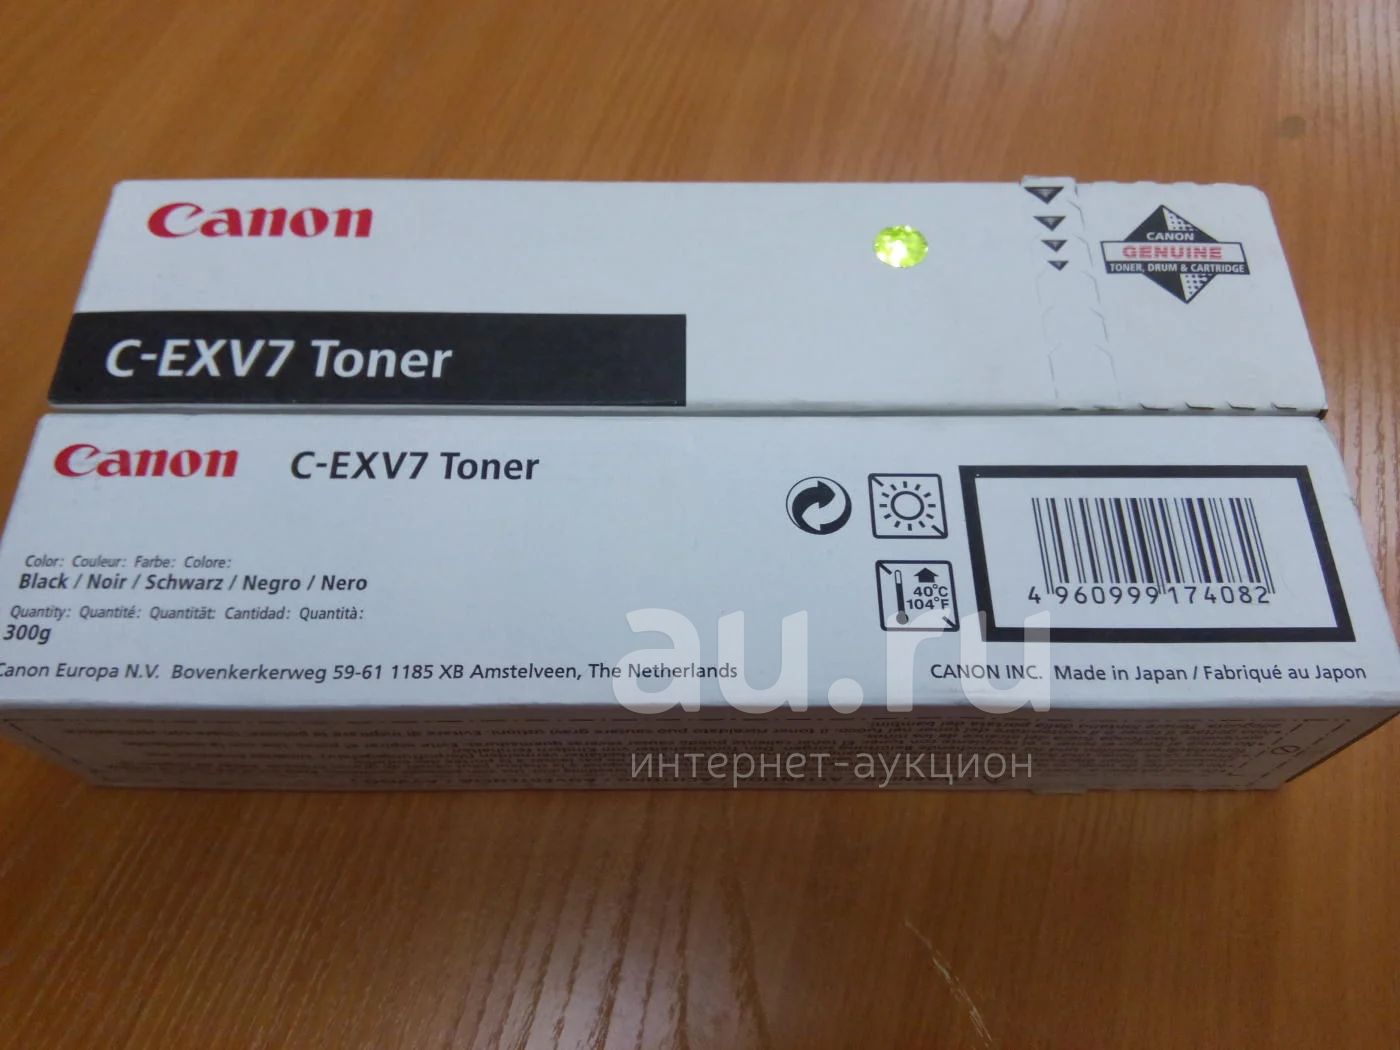 Canon
CANON
GENUINE
TONER, DRUM & CARTRIDGE
C-EXV7 Toner
Canon C-EXV7 Toner
Color: Couleur: Farbe: Colore:
Black / Noir / Schwarz / Negro / Nero
Quantity: Quantité: Quantität: Cantidad: Quantità:
300g
40°C
104°F
4 960999 174082
Canon Europa N.V. Bovenkerkerweg 59-61 1185 XB Amstelveen, The Netherlands
CANON INC. Made in Japan / Fabriqué au Japon
au.ru
интернет-аукцион